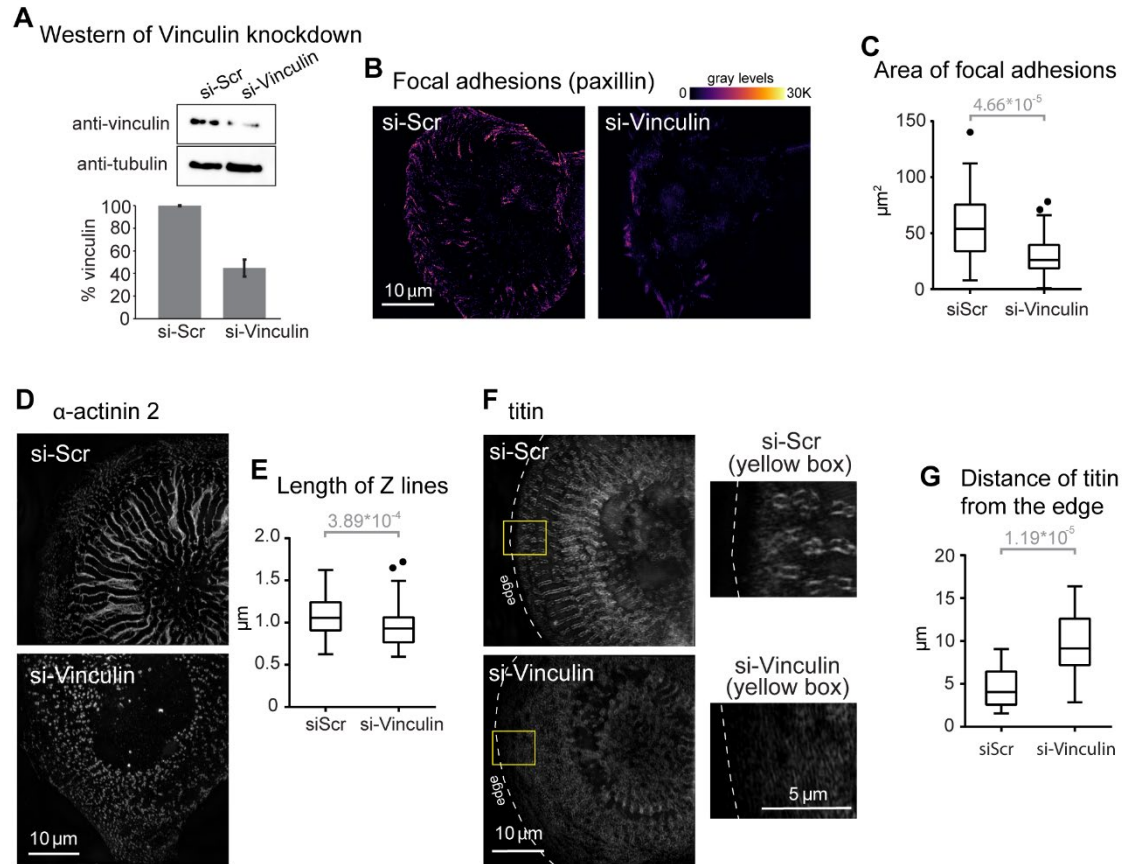 A Western of Vinculin knockdown
si-Scr
si-Vinculin
anti-vinculin
anti-tubulin
% vinculin
100
80
60
40
20
0
si-Scr
si-Vinculin
B Focal adhesions (paxillin)
gray levels
0
30K
si-Scr
si-Vinculin
10 µm
C Area of focal adhesions
4.66*10-5
µm2
150
100
50
0
siScr
si-Vinculin
D α-actinin 2
si-Scr
si-Vinculin
10 µm
E Length of Z lines
3.89*10-4
µm
2.0
1.5
1.0
0.5
0
siScr
si-Vinculin
F titin
si-Scr
edge
si-Vinculin
edge
10 µm
si-Scr
(yellow box)
si-Vinculin
(yellow box)
5 µm
G Distance of titin
from the edge
1.19*10-5
µm
20
15
10
5
0
siScr
si-Vinculin